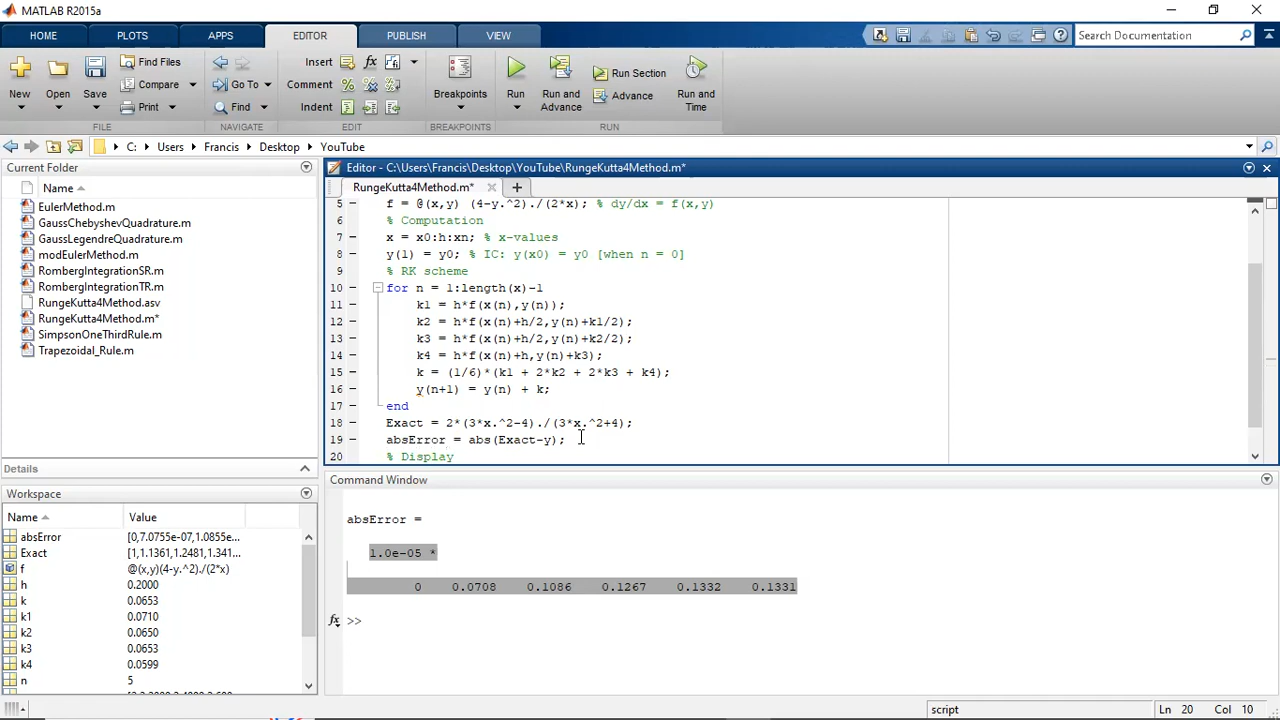 MATLAB R2015a
HOME PLOTS APPS EDITOR PUBLISH VIEW Search Documentation
New Open Save Find Files Compare Print Go To Find Insert fx Comment Indent Breakpoints Run Run and Advance Run Section Advance Run and Time
FILE NAVIGATE EDIT BREAKPOINTS RUN
C: Users Francis Desktop YouTube
Current Folder
Name
EulerMethod.m
GaussChebyshevQuadrature.m
GaussLegendreQuadrature.m
modEulerMethod.m
RombergIntegrationSR.m
RombergIntegrationTR.m
RungeKutta4Method.asv
RungeKutta4Method.m*
SimpsonOneThirdRule.m
Trapezoidal_Rule.m
Details
Workspace
Name Value
absError [0,7.0755e-07,1.0855e...
Exact [1,1.1361,1.2481,1.341...
f @(x,y)(4-y.^2)./(2*x)
h 0.2000
k 0.0653
k1 0.0710
k2 0.0650
k3 0.0653
k4 0.0599
n 5
Editor - C:\Users\Francis\Desktop\YouTube\RungeKutta4Method.m*
RungeKutta4Method.m*
5 f = @(x,y) (4-y.^2)./(2*x); % dy/dx = f(x,y)
6 % Computation
7 x = x0:h:xn; % x-values
8 y(1) = y0; % IC: y(x0) = y0 [when n = 0]
9 % RK scheme
10 for n = 1:length(x)-1
11 k1 = h*f(x(n),y(n));
12 k2 = h*f(x(n)+h/2,y(n)+k1/2);
13 k3 = h*f(x(n)+h/2,y(n)+k2/2);
14 k4 = h*f(x(n)+h,y(n)+k3);
15 k = (1/6)*(k1 + 2*k2 + 2*k3 + k4);
16 y(n+1) = y(n) + k;
17 end
18 Exact = 2*(3*x.^2-4)./(3*x.^2+4);
19 absError = abs(Exact-y);
20 % Display
Command Window
absError =
1.0e-05 *
0 0.0708 0.1086 0.1267 0.1332 0.1331
fx >>
script Ln 20 Col 10